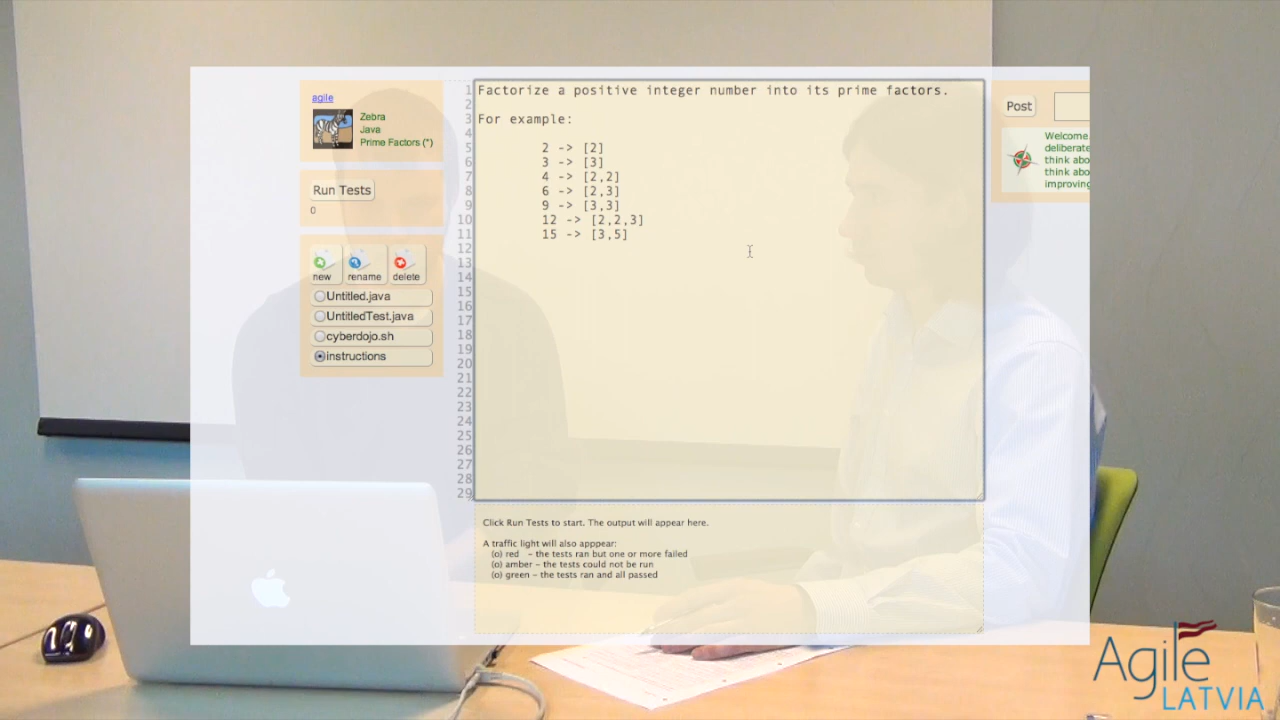 agile
Zebra
Java
Prime Factors (*)
Run Tests
0
new rename delete
Untitled.java
UntitledTest.java
cyberdojo.sh
instructions
1 Factorize a positive integer number into its prime factors.
2
3 For example:
4
5 2 -> [2]
6 3 -> [3]
7 4 -> [2,2]
8 6 -> [2,3]
9 9 -> [3,3]
10 12 -> [2,2,3]
11 15 -> [3,5]
12
13
14
15
16
17
18
19
20
21
22
23
24
25
26
27
28
29
Click Run Tests to start. The output will appear here.
A traffic light will also apppear:
(o) red – the tests ran but one or more failed
(o) amber – the tests could not be run
(o) green – the tests ran and all passed
Post
Welcome
deliberate
think abo
think abo
improving
Agile
LATVIA